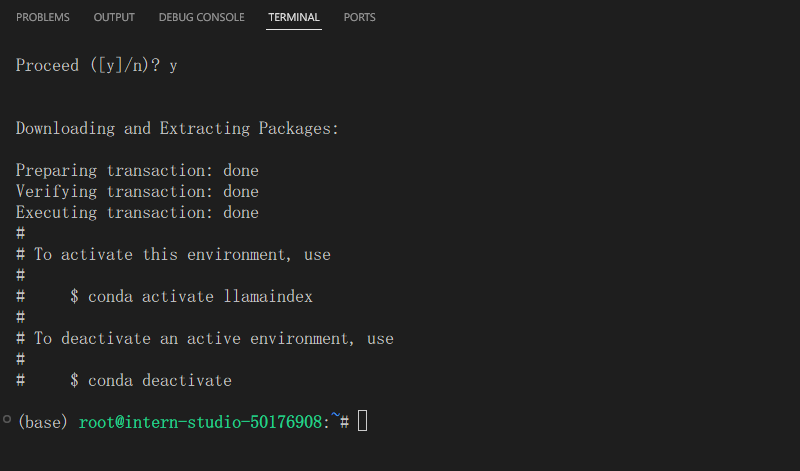 PROBLEMS OUTPUT DEBUG CONSOLE TERMINAL PORTS
Proceed ([y]/n)? y
Downloading and Extracting Packages:
Preparing transaction: done
Verifying transaction: done
Executing transaction: done
#
# To activate this environment, use
#
#     $ conda activate llamaindex
#
# To deactivate an active environment, use
#
#     $ conda deactivate
(base) root@intern-studio-50176908:~#